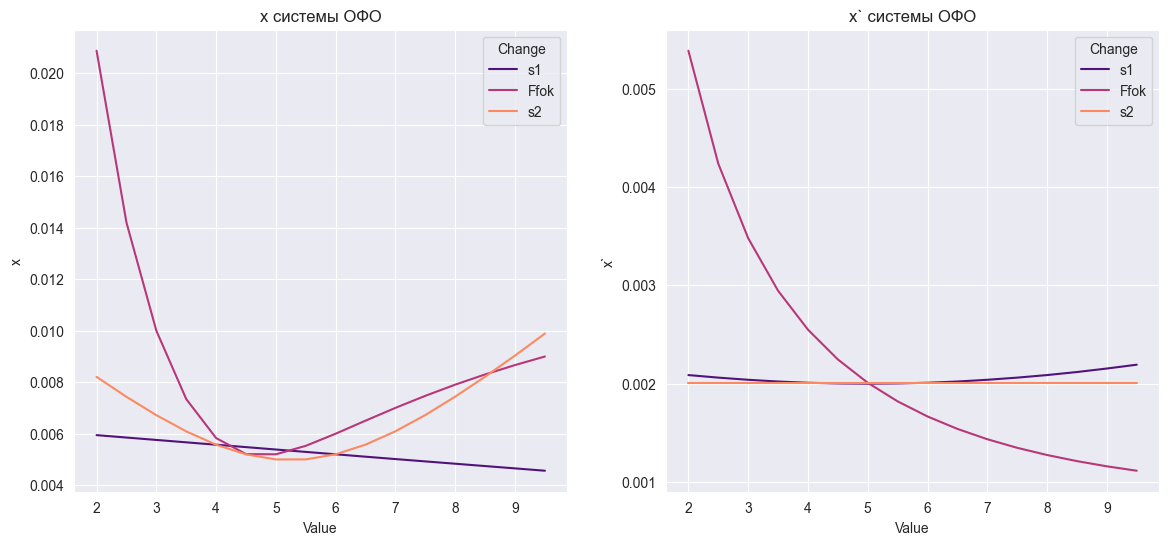 x системы ОФО
Change
s1
Ffok
s2
0.020
0.018
0.016
0.014
0.012
0.010
0.008
0.006
0.004
x
2 3 4 5 6 7 8 9
Value
x` системы ОФО
Change
s1
Ffok
s2
0.005
0.004
0.003
0.002
0.001
x`
2 3 4 5 6 7 8 9
Value